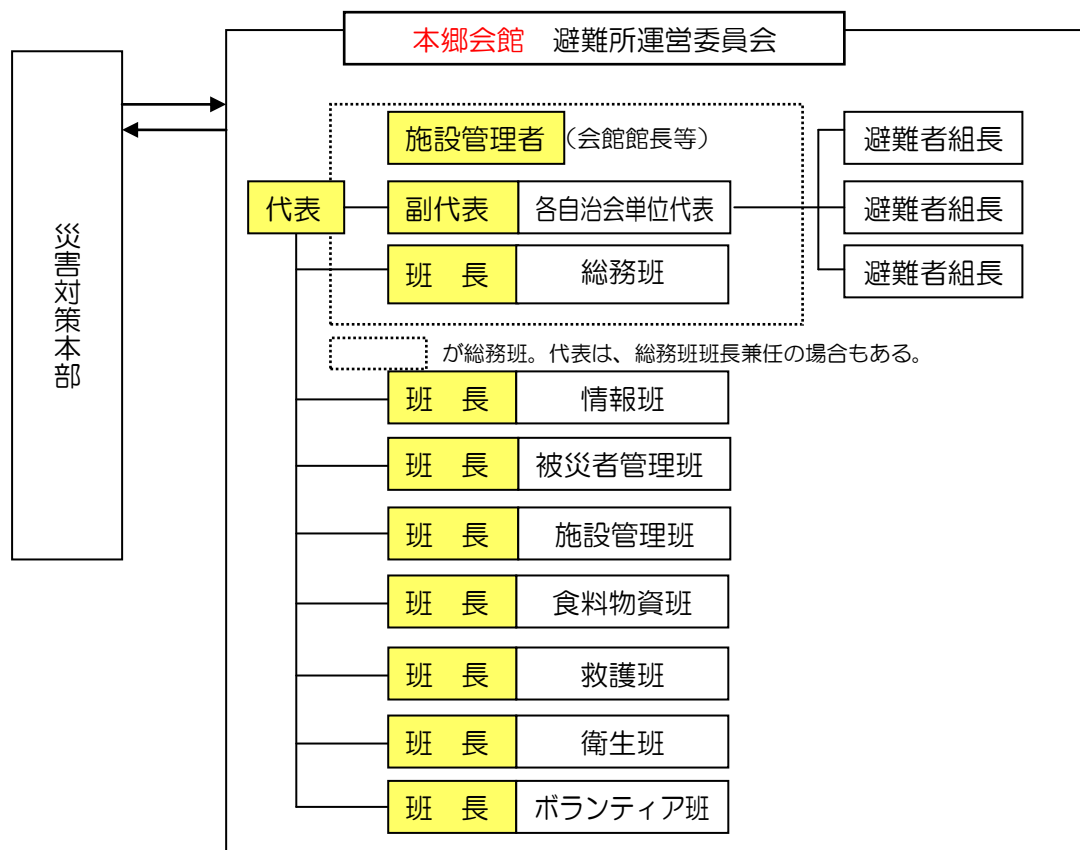 本郷会館 避難所運営委員会
災害対策本部
施設管理者 (会館館長等)
避難者組長
代表 副代表 各自治会単位代表 避難者組長
班 長 総務班 避難者組長
が総務班。代表は、総務班班長兼任の場合もある。
班 長 情報班
班 長 被災者管理班
班 長 施設管理班
班 長 食料物資班
班 長 救護班
班 長 衛生班
班 長 ボランティア班